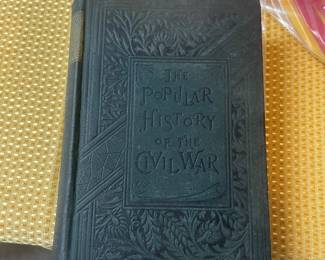 THE
POPULAR
HISTORY
OF THE
CIVIL WAR